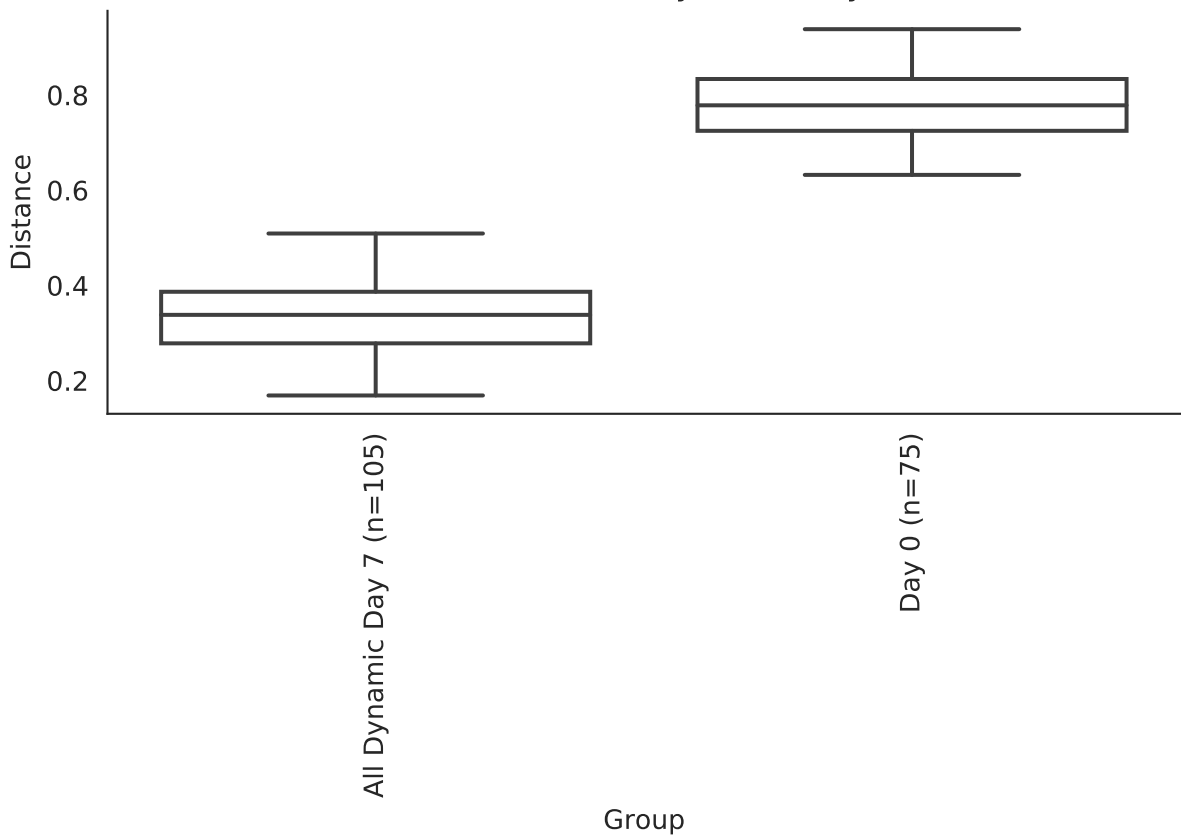 0.8
0.6
0.4
0.2
Distance
All Dynamic Day 7 (n=105)
Day 0 (n=75)
Group